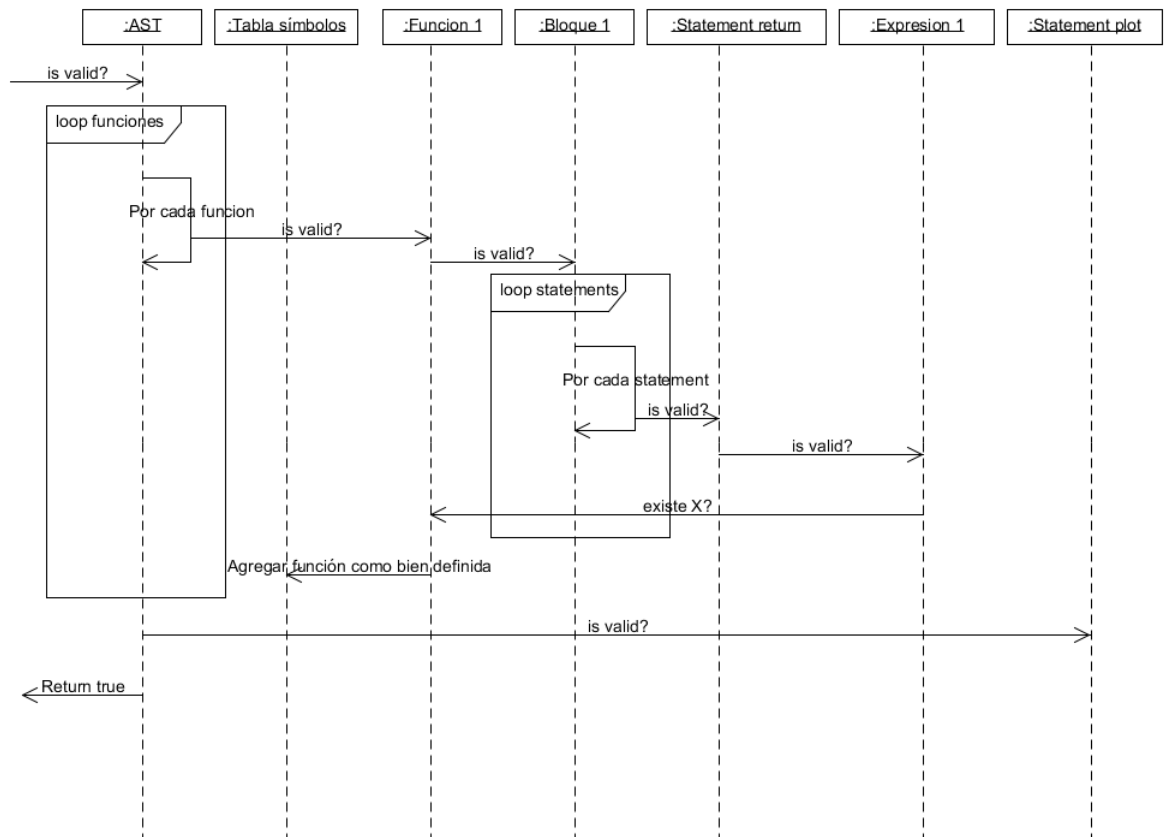 :AST
:Tabla símbolos
:Funcion 1
:Bloque 1
:Statement return
:Expresion 1
:Statement plot
is valid?
loop funciones
Por cada funcion
is valid?
is valid?
loop statements
Por cada statement
is valid?
is valid?
existe X?
Agregar función como bien definida
is valid?
Return true